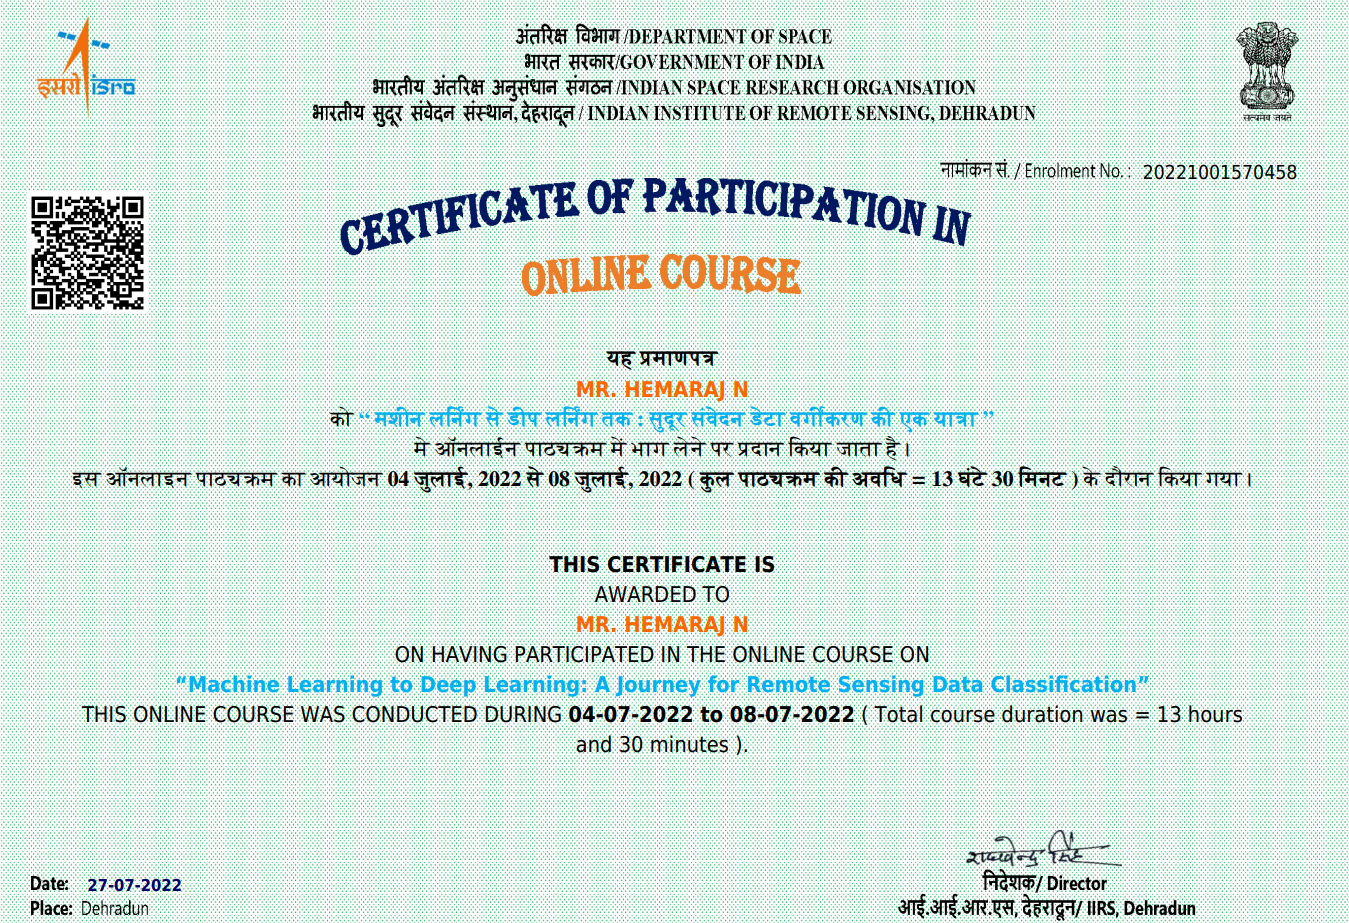 इसरो isro
अंतरिक्ष विभाग /DEPARTMENT OF SPACE
भारत सरकार/GOVERNMENT OF INDIA
भारतीय अंतरिक्ष अनुसंधान संगठन /INDIAN SPACE RESEARCH ORGANISATION
भारतीय सुदूर संवेदन संस्थान, देहरादून / INDIAN INSTITUTE OF REMOTE SENSING, DEHRADUN
सत्यमेव जयते
नामांकन सं. / Enrolment No. : 20221001570458
CERTIFICATE OF PARTICIPATION IN
ONLINE COURSE
यह प्रमाणपत्र
MR. HEMARAJ N
को “ मशीन लर्निंग से डीप लर्निंग तक : सुदूर संवेदन डेटा वर्गीकरण की एक यात्रा ”
मे ऑनलाईन पाठ्यक्रम में भाग लेने पर प्रदान किया जाता है।
इस ऑनलाइन पाठ्यक्रम का आयोजन 04 जुलाई, 2022 से 08 जुलाई, 2022 ( कुल पाठ्यक्रम की अवधि = 13 घंटे 30 मिनट ) के दौरान किया गया।
THIS CERTIFICATE IS
AWARDED TO
MR. HEMARAJ N
ON HAVING PARTICIPATED IN THE ONLINE COURSE ON
“Machine Learning to Deep Learning: A Journey for Remote Sensing Data Classification”
THIS ONLINE COURSE WAS CONDUCTED DURING 04-07-2022 to 08-07-2022 ( Total course duration was = 13 hours
and 30 minutes ).
निदेशक/ Director
आई.आई.आर.एस, देहरादून/ IIRS, Dehradun
Date: 27-07-2022
Place: Dehradun